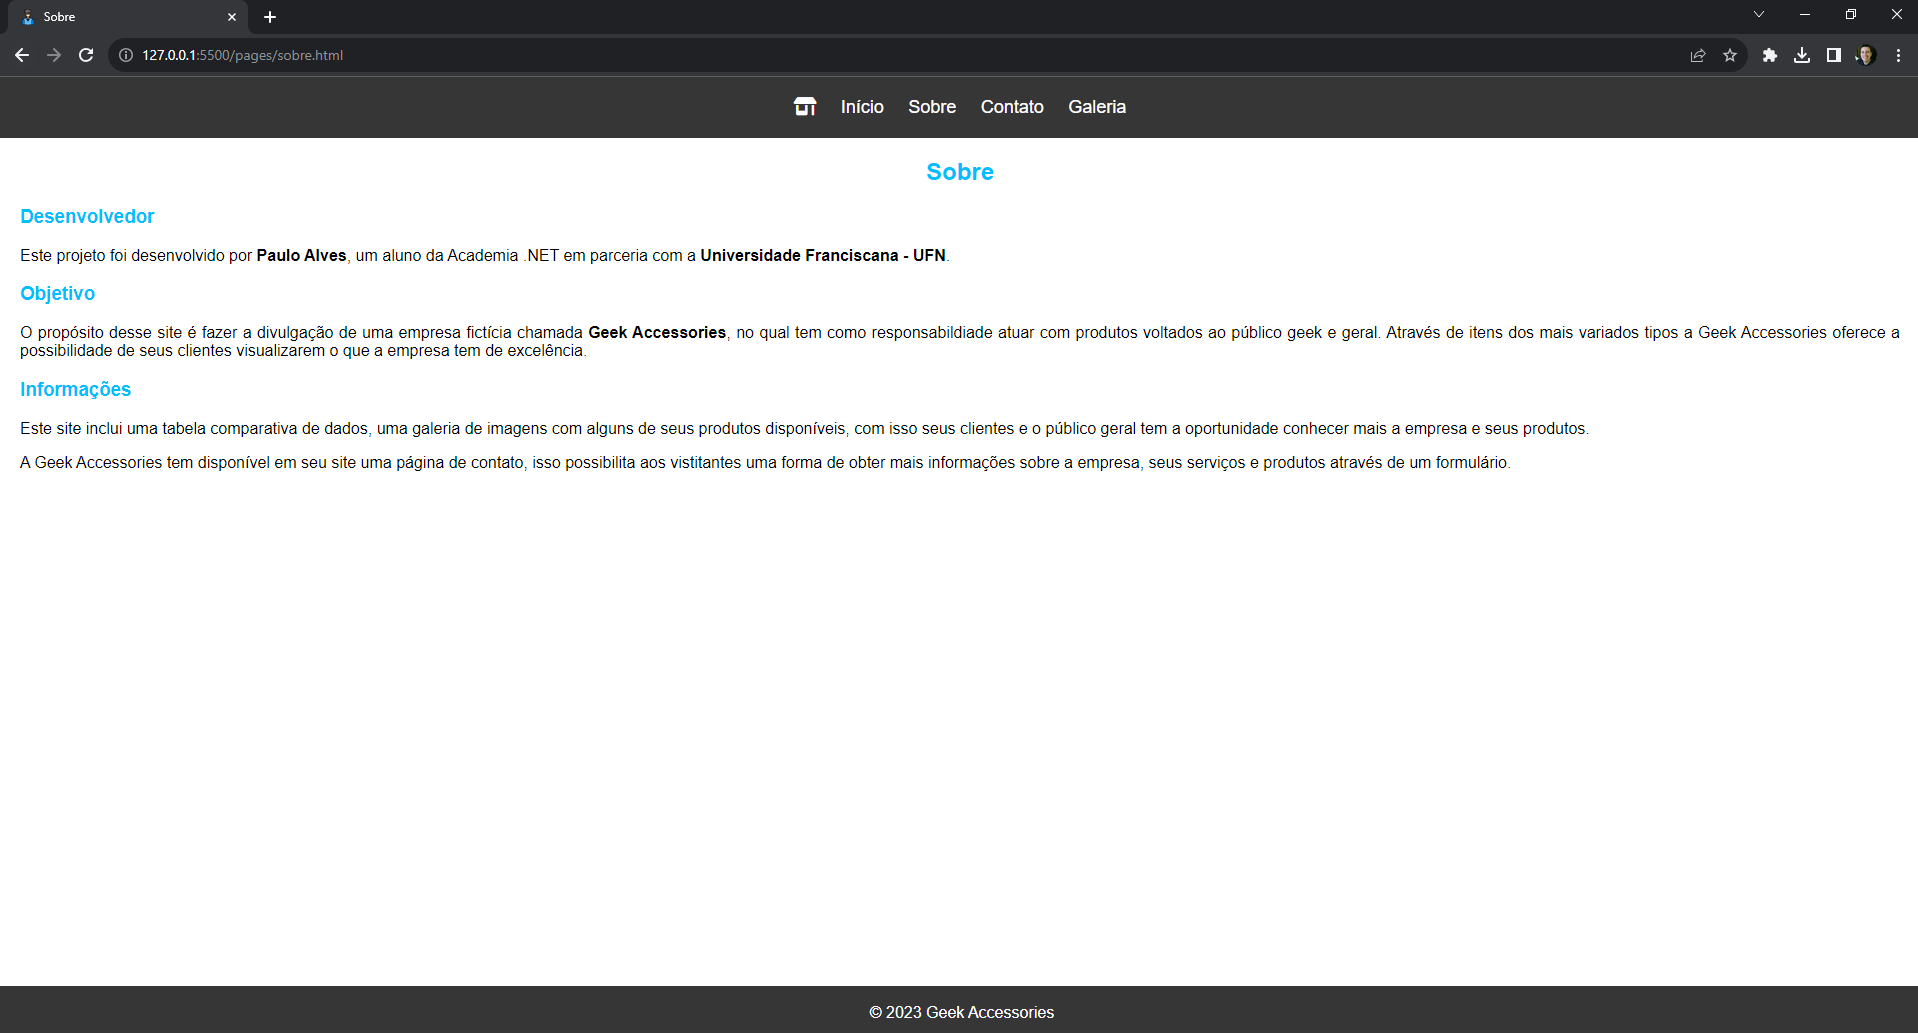 Sobre
127.0.0.1:5500/pages/sobre.html
Início Sobre Contato Galeria
Sobre
Desenvolvedor
Este projeto foi desenvolvido por Paulo Alves, um aluno da Academia .NET em parceria com a Universidade Franciscana - UFN.
Objetivo
O propósito desse site é fazer a divulgação de uma empresa fictícia chamada Geek Accessories, no qual tem como responsabildiade atuar com produtos voltados ao público geek e geral. Através de itens dos mais variados tipos a Geek Accessories oferece a
possibilidade de seus clientes visualizarem o que a empresa tem de excelência.
Informações
Este site inclui uma tabela comparativa de dados, uma galeria de imagens com alguns de seus produtos disponíveis, com isso seus clientes e o público geral tem a oportunidade conhecer mais a empresa e seus produtos.
A Geek Accessories tem disponível em seu site uma página de contato, isso possibilita aos vistitantes uma forma de obter mais informações sobre a empresa, seus serviços e produtos através de um formulário.
© 2023 Geek Accessories